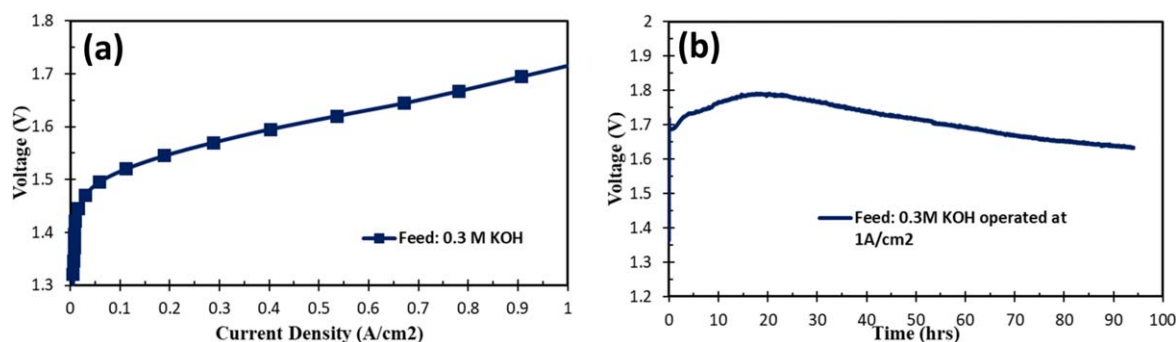 (a)
1.8
1.7
1.6
1.5
1.4
1.3
Voltage (V)
Feed: 0.3 M KOH
0 0.1 0.2 0.3 0.4 0.5 0.6 0.7 0.8 0.9 1
Current Density (A/cm2)
(b)
2
1.9
1.8
1.7
1.6
1.5
1.4
1.3
1.2
Voltage (V)
Feed: 0.3M KOH operated at
1A/cm2
0 10 20 30 40 50 60 70 80 90 100
Time (hrs)